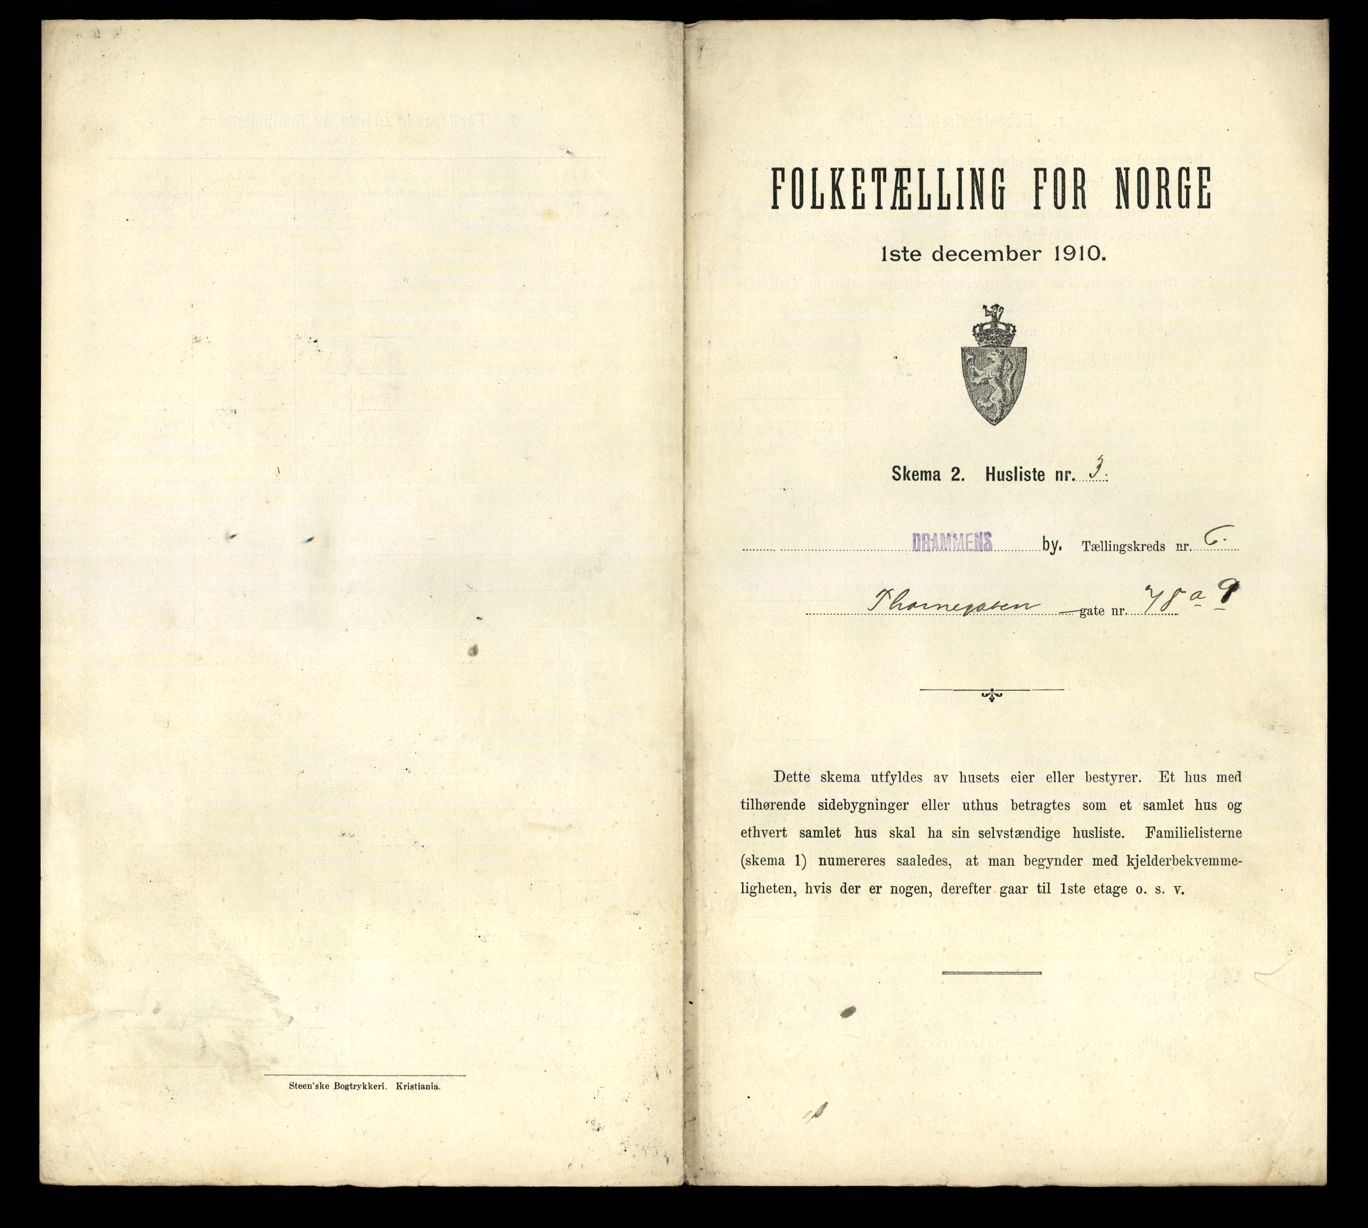 FOLKETÆLLING FOR NORGE
1ste december 1910.
Skema 2. Husliste nr. 3.
DRAMMENS by. Tællingskreds nr. 6.
Thornegaten gate nr. 78 a
Dette skema utfyldes av husets eier eller bestyrer. Et hus med
tilhørende sidebygninger eller uthus betragtes som et samlet hus og
ethvert samlet hus skal ha sin selvstændige husliste. Familielisterne
(skema 1) numereres saaledes, at man begynder med kjelderbekvemme-
ligheten, hvis der er nogen, derefter gaar til 1ste etage o. s. v.
Steen'ske Bogtrykkeri. Kristiania.